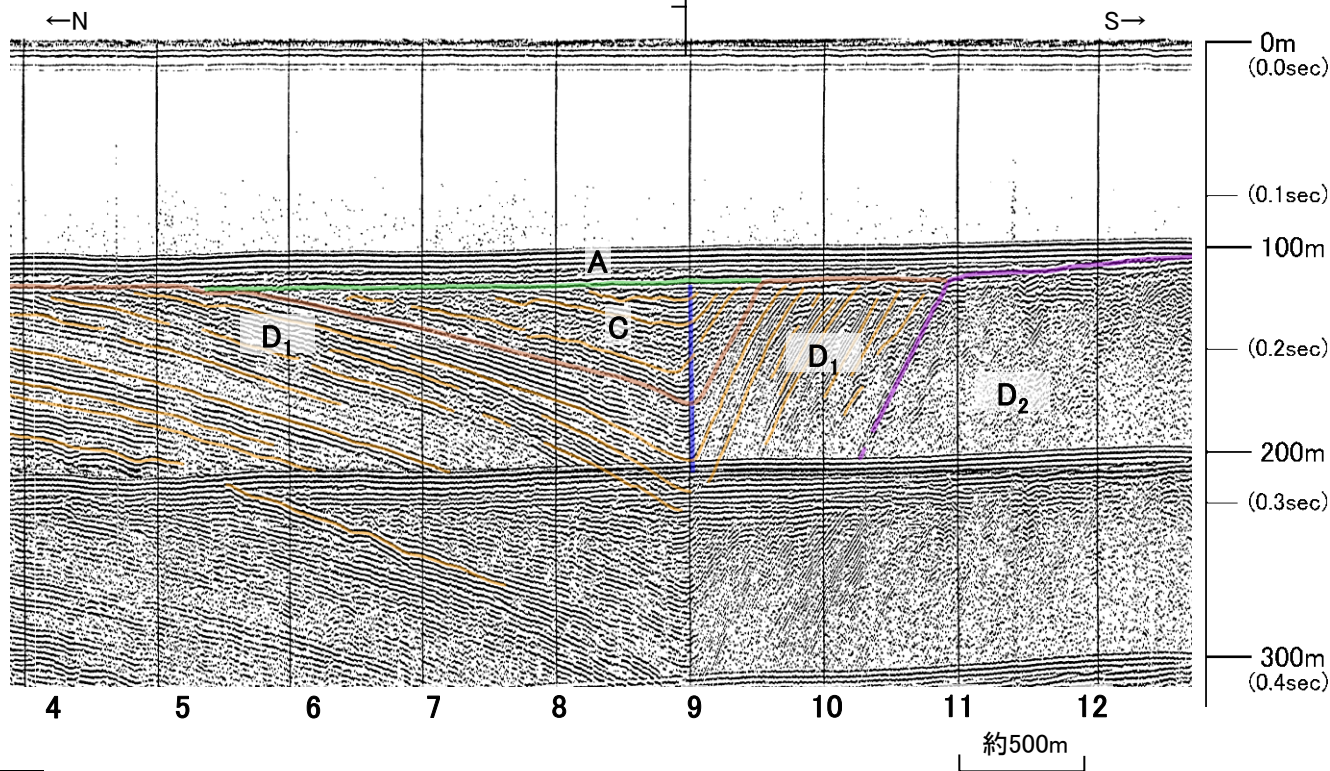 ←N
S→
0m
(0.0sec)
(0.1sec)
100m
A
C
D₁
D₁
(0.2sec)
D₂
200m
(0.3sec)
300m
(0.4sec)
4 5 6 7 8 9 10 11 12
約500m